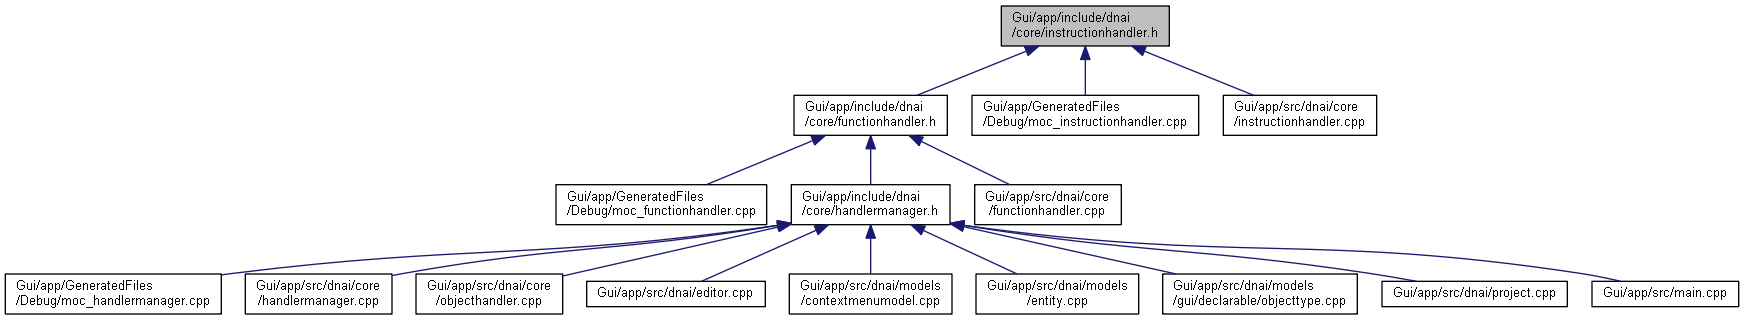 Gui/app/include/dnai
/core/instructionhandler.h
Gui/app/include/dnai
/core/functionhandler.h
Gui/app/GeneratedFiles
/Debug/moc_instructionhandler.cpp
Gui/app/src/dnai/core
/instructionhandler.cpp
Gui/app/GeneratedFiles
/Debug/moc_functionhandler.cpp
Gui/app/include/dnai
/core/handlermanager.h
Gui/app/src/dnai/core
/functionhandler.cpp
Gui/app/GeneratedFiles
/Debug/moc_handlermanager.cpp
Gui/app/src/dnai/core
/handlermanager.cpp
Gui/app/src/dnai/core
/objecthandler.cpp
Gui/app/src/dnai/editor.cpp
Gui/app/src/dnai/models
/contextmenumodel.cpp
Gui/app/src/dnai/models
/entity.cpp
Gui/app/src/dnai/models
/gui/declarable/objecttype.cpp
Gui/app/src/dnai/project.cpp
Gui/app/src/main.cpp